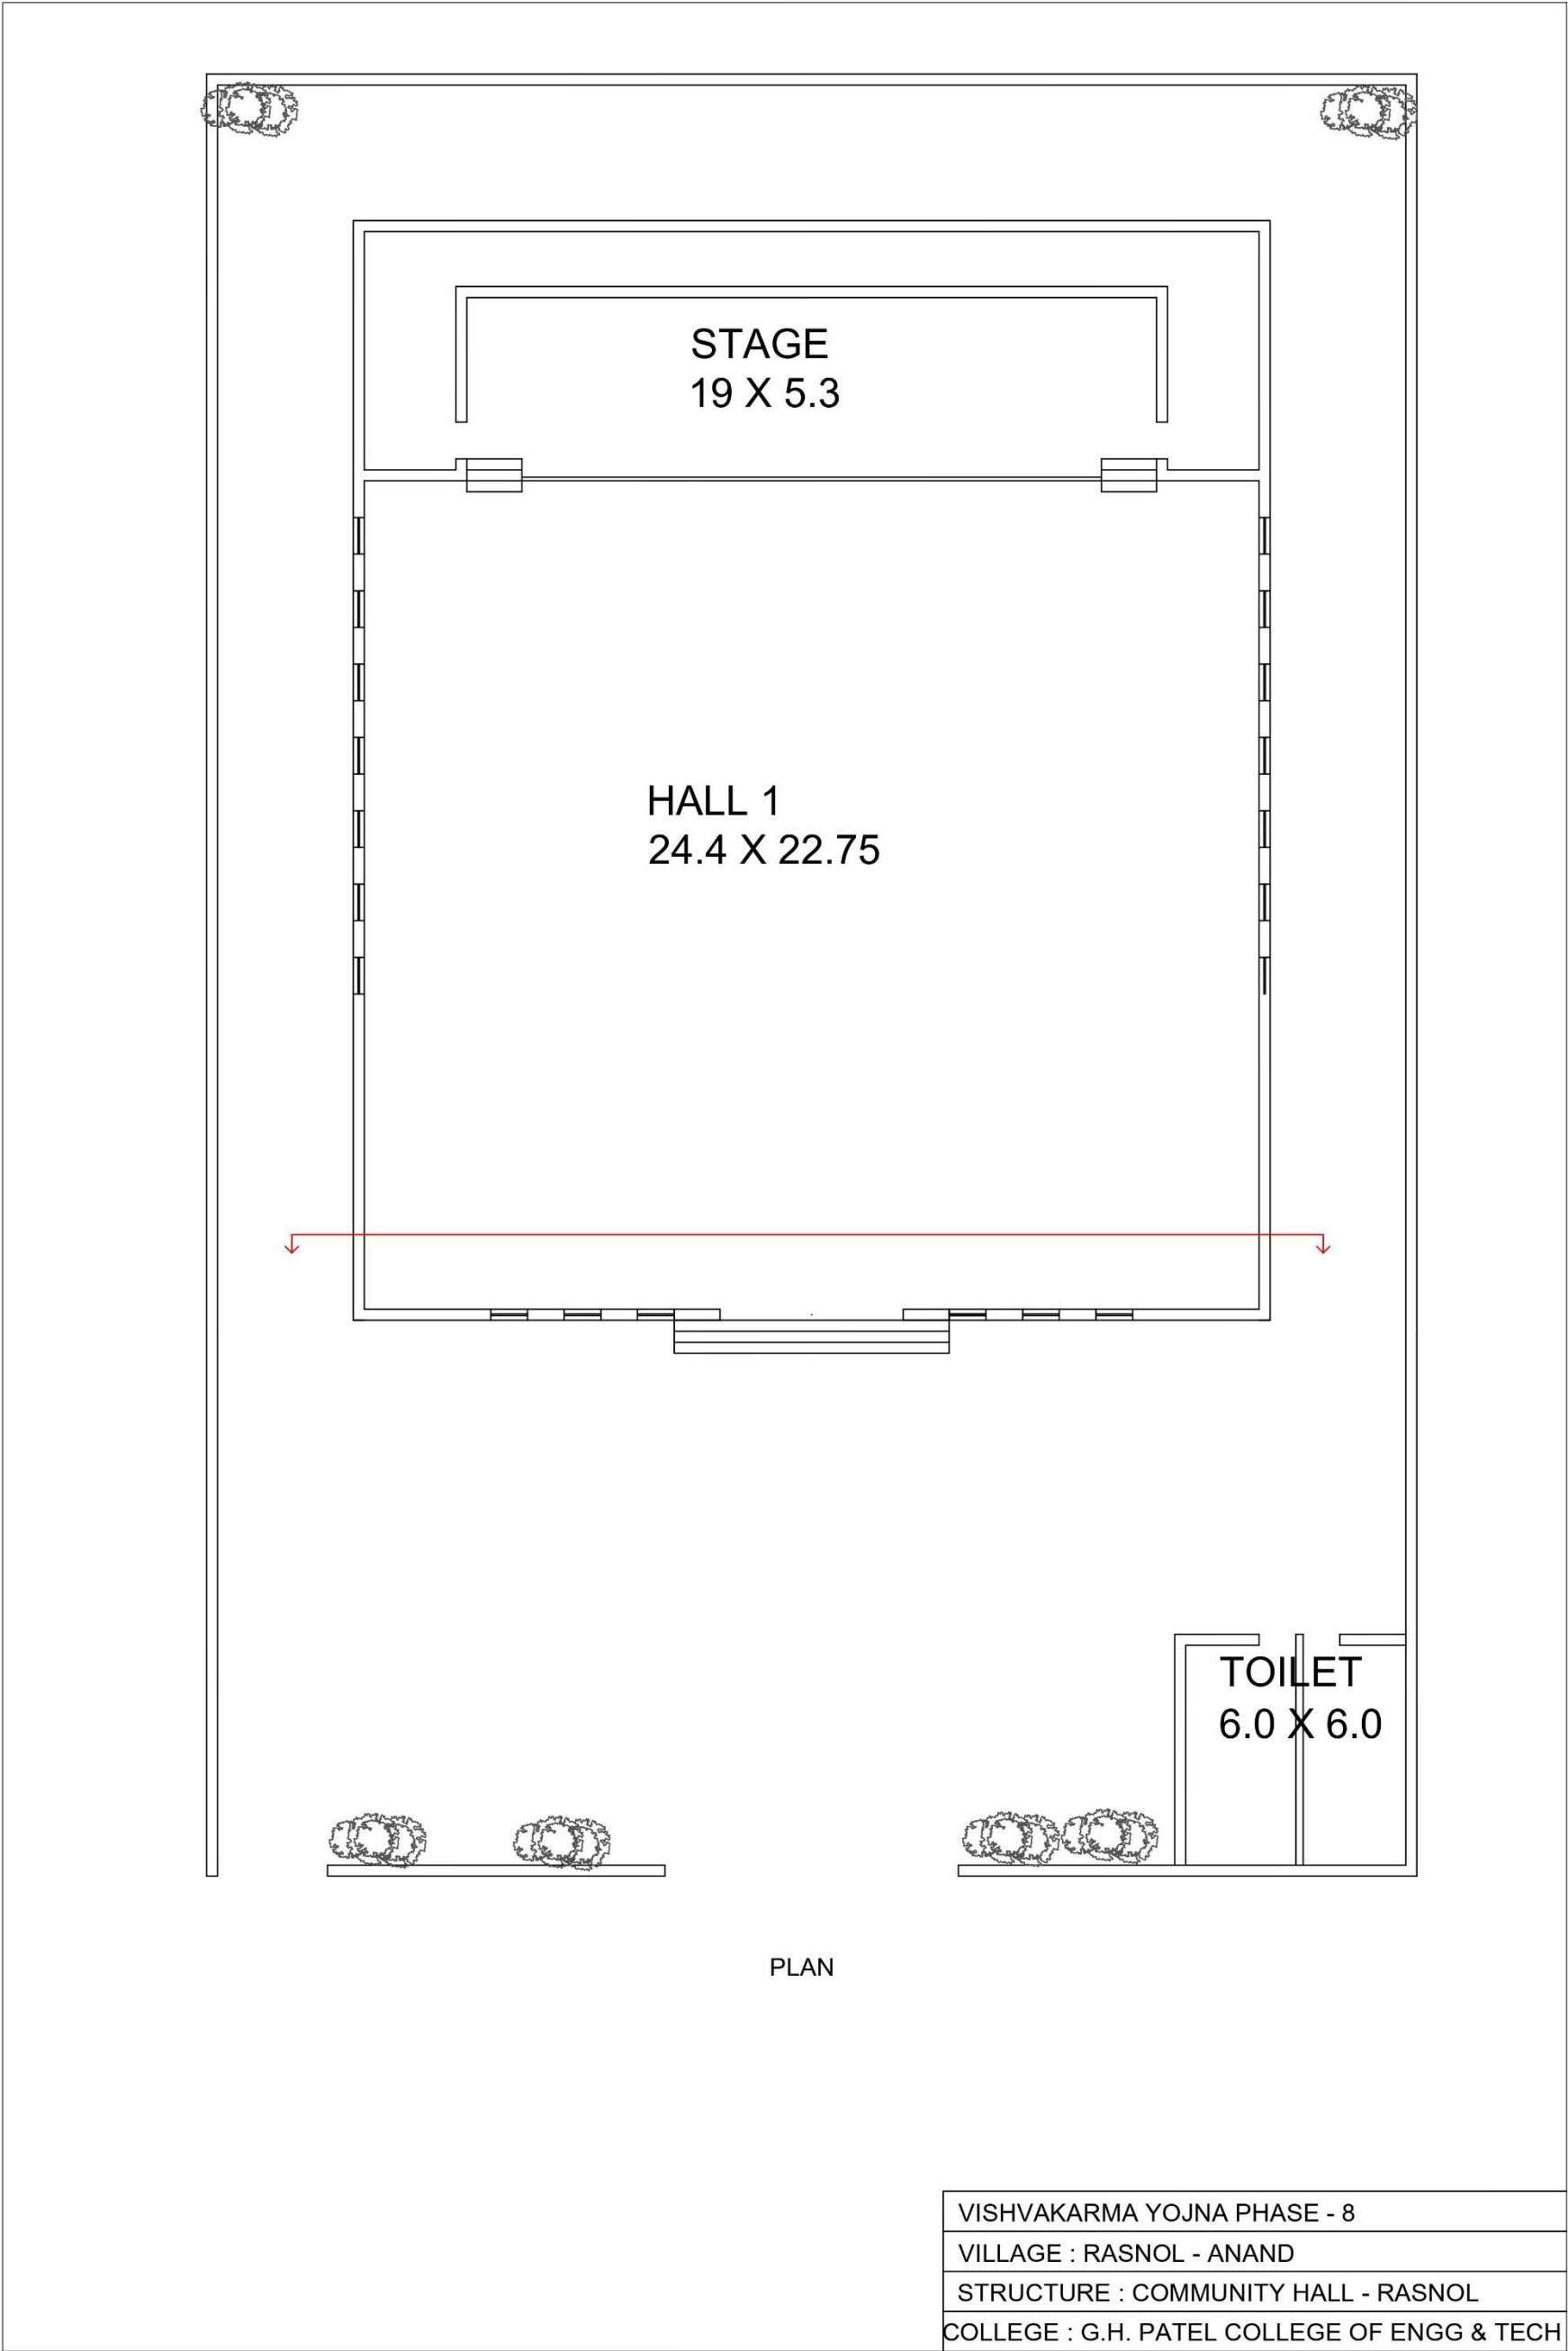 STAGE
19 X 5.3
HALL 1
24.4 X 22.75
TOILET
6.0 X 6.0
PLAN
VISHVAKARMA YOJNA PHASE - 8
VILLAGE : RASNOL - ANAND
STRUCTURE : COMMUNITY HALL - RASNOL
COLLEGE : G.H. PATEL COLLEGE OF ENGG & TECH